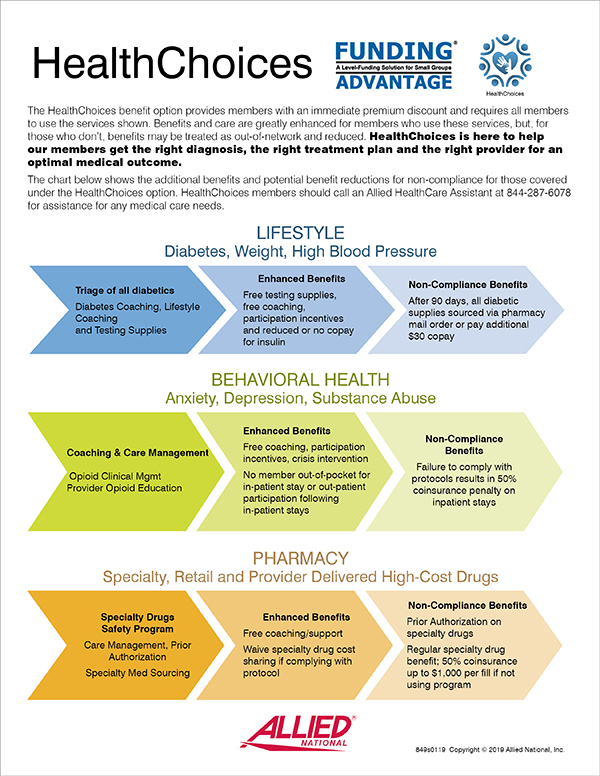 HealthChoices
FUNDING®
A Level-Funding Solution for Small Groups
ADVANTAGE
HealthChoices
The HealthChoices benefit option provides members with an immediate premium discount and requires all members
to use the services shown. Benefits and care are greatly enhanced for members who use these services, but, for
those who don't, benefits may be treated as out-of-network and reduced. HealthChoices is here to help
our members get the right diagnosis, the right treatment plan and the right provider for an
optimal medical outcome.
The chart below shows the additional benefits and potential benefit reductions for non-compliance for those covered
under the HealthChoices option. HealthChoices members should call an Allied HealthCare Assistant at 844-287-6078
for assistance for any medical care needs.
LIFESTYLE
Diabetes, Weight, High Blood Pressure
Triage of all diabetics
Diabetes Coaching, Lifestyle
Coaching
and Testing Supplies
Enhanced Benefits
Free testing supplies,
free coaching,
participation incentives
and reduced or no copay
for insulin
Non-Compliance Benefits
After 90 days, all diabetic
supplies sourced via pharmacy
mail order or pay additional
$30 copay
BEHAVIORAL HEALTH
Anxiety, Depression, Substance Abuse
Coaching & Care Management
Opioid Clinical Mgmt
Provider Opioid Education
Enhanced Benefits
Free coaching, participation
incentives, crisis intervention
No member out-of-pocket for
in-patient stay or out-patient
participation following
in-patient stays
Non-Compliance
Benefits
Failure to comply with
protocols results in 50%
coinsurance penalty on
inpatient stays
PHARMACY
Specialty, Retail and Provider Delivered High-Cost Drugs
Specialty Drugs
Safety Program
Care Management, Prior
Authorization
Specialty Med Sourcing
Enhanced Benefits
Free coaching/support
Waive specialty drug cost
sharing if complying with
protocol
Non-Compliance Benefits
Prior Authorization on
specialty drugs
Regular specialty drug
benefit; 50% coinsurance
up to $1,000 per fill if not
using program
ALLIED®
NATIONAL
849s0119 Copyright © 2019 Allied National, Inc.